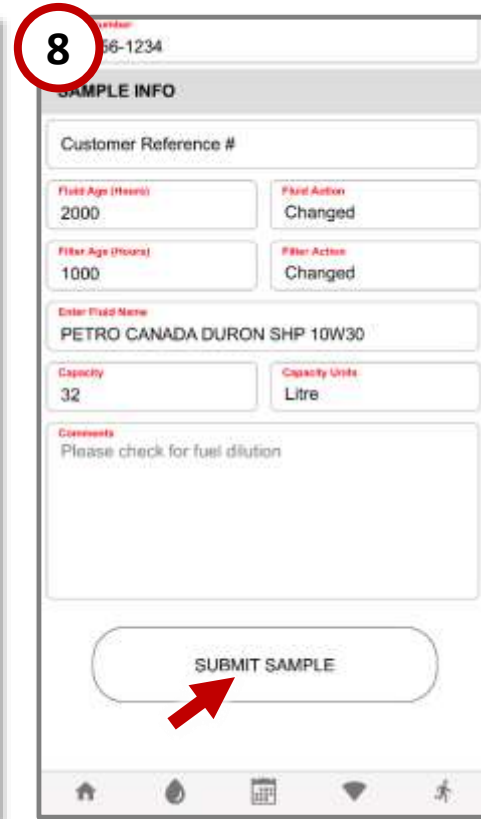 8
56-1234
SAMPLE INFO
Customer Reference #
Fluid Age (Hours) Fluid Action
2000 Changed
Filter Age (Hours) Filter Action
1000 Changed
Enter Fluid Name
PETRO CANADA DURON SHP 10W30
Capacity Capacity Units
32 Litre
Comments
Please check for fuel dilution
SUBMIT SAMPLE